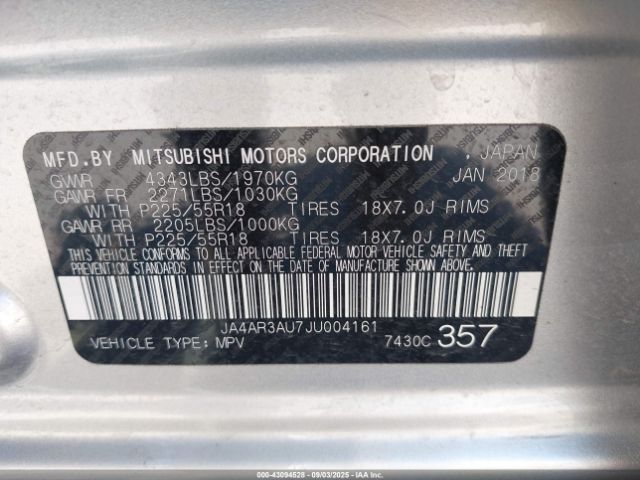 MFD.BY MITSUBISHI MOTORS CORPORATION , JAPAN
GVWR 4343LBS/1970KG JAN 2018
GAWR FR 2271LBS/1030KG
WITH P225/55R18 TIRES 18X7.0J RIMS
GAWR RR 2205LBS/1000KG
WITH P225/55R18 TIRES 18X7.0J RIMS
THIS VEHICLE CONFORMS TO ALL APPLICABLE FEDERAL MOTOR VEHICLE SAFETY AND THEFT
PREVENTION STANDARDS IN EFFECT ON THE DATE OF MANUFACTURE SHOWN ABOVE.
JA4AR3AU7JU004161
VEHICLE TYPE: MPV 7430C 357
000-43094528 - 09/03/2025 - IAAI